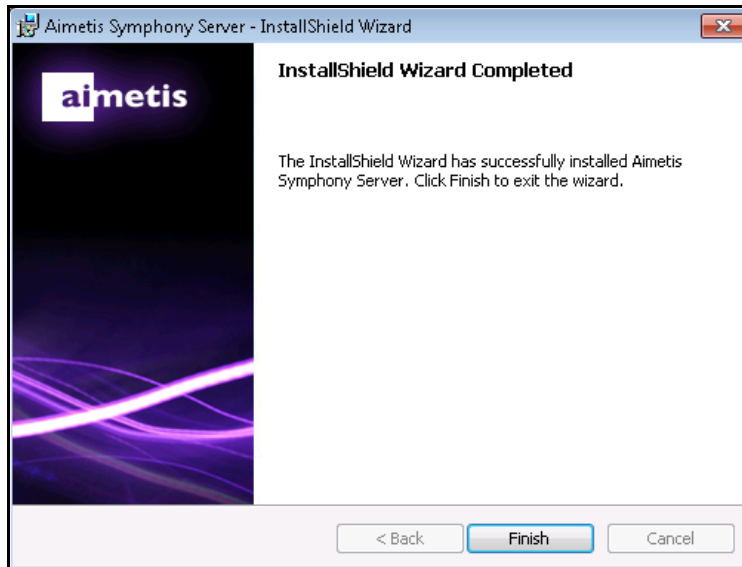 Aimetis Symphony Server - InstallShield Wizard
aimetis
InstallShield Wizard Completed
The InstallShield Wizard has successfully installed Aimetis
Symphony Server. Click Finish to exit the wizard.
< Back
Finish
Cancel